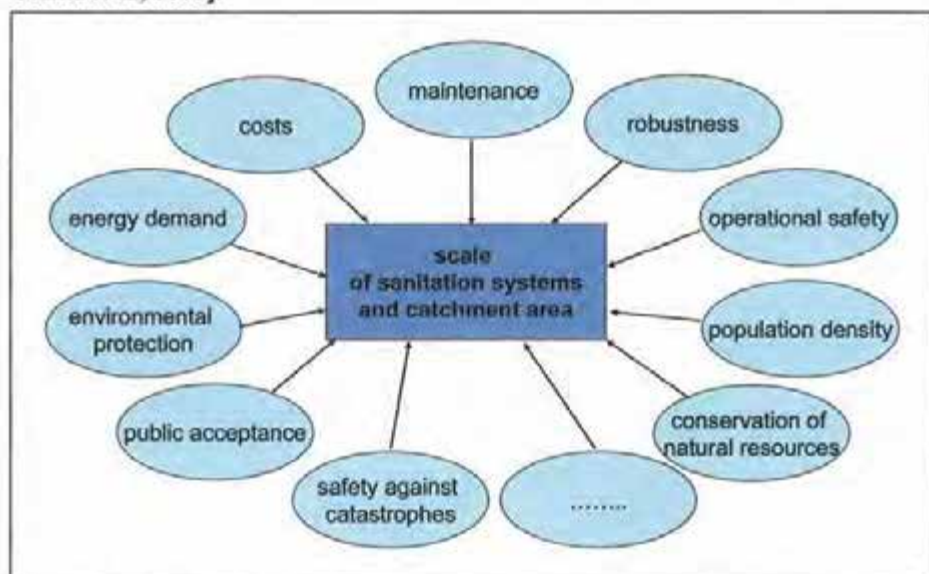 maintenance
costs
robustness
energy demand
operational safety
scale
of sanitation systems
and catchment area
environmental
protection
population density
public acceptance
conservation of
natural resources
safety against
catastrophes
........